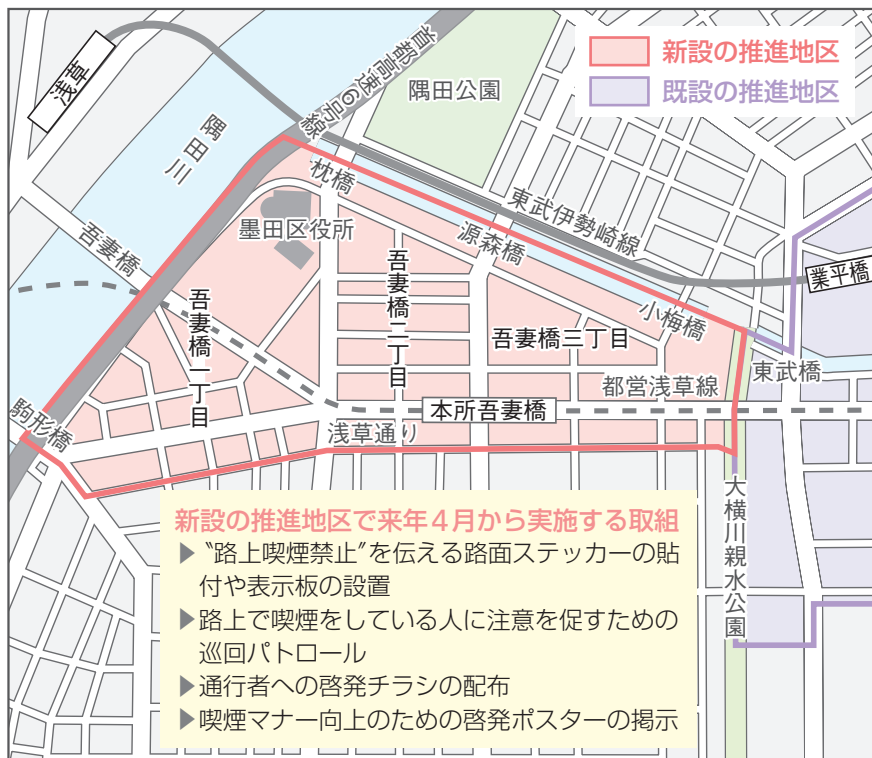 新設の推進地区
既設の推進地区
浅草
隅田川
首都高速6号線
隅田公園
枕橋
東武伊勢崎線
墨田区役所
源森橋
吾妻橋
業平橋
吾妻橋一丁目
吾妻橋二丁目
吾妻橋三丁目
小梅橋
東武橋
都営浅草線
駒形橋
本所吾妻橋
浅草通り
大横川親水公園
新設の推進地区で来年4月から実施する取組
▶〝路上喫煙禁止〟を伝える路面ステッカーの貼
付や表示板の設置
▶路上で喫煙をしている人に注意を促すための
巡回パトロール
▶通行者への啓発チラシの配布
▶喫煙マナー向上のための啓発ポスターの掲示